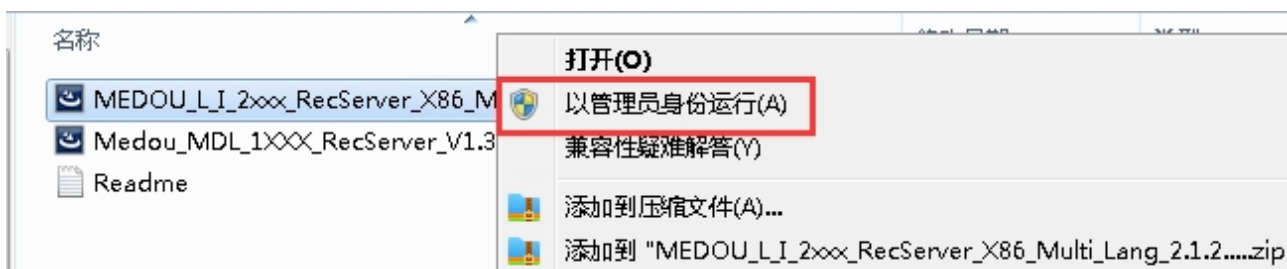 名称
打开(O)
MEDOU_L_I_2xxx_RecServer_X86_M
以管理员身份运行(A)
Medou_MDL_1XXX_RecServer_V1.3
兼容性疑难解答(Y)
Readme
添加到压缩文件(A)...
添加到 "MEDOU_L_I_2xxx_RecServer_X86_Multi_Lang_2.1.2.....zip